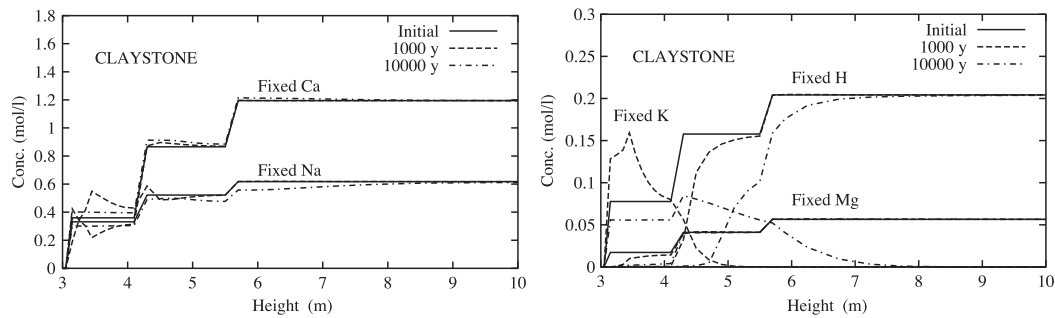 1.8
1.6
1.4
1.2
1
0.8
0.6
0.4
0.2
0
Conc. (mol/l)
CLAYSTONE
Initial
1000 y
10000 y
Fixed Ca
Fixed Na
3 4 5 6 7 8 9 10
Height (m)
0.3
0.25
0.2
0.15
0.1
0.05
0
Conc. (mol/l)
CLAYSTONE
Initial
1000 y
10000 y
Fixed H
Fixed K
Fixed Mg
3 4 5 6 7 8 9 10
Height (m)